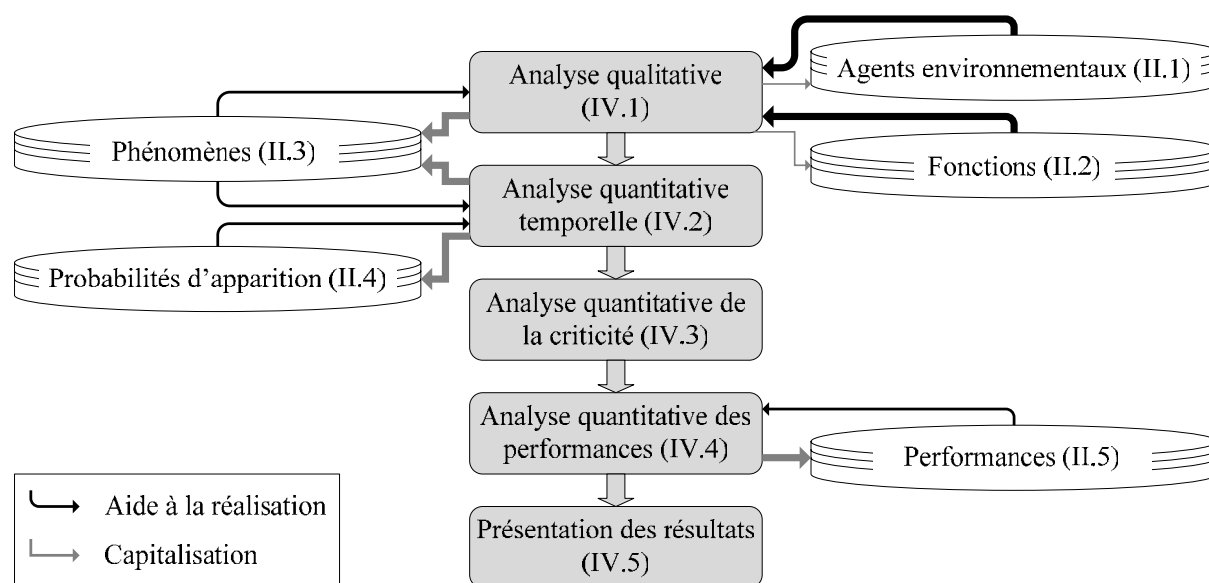 Analyse qualitative
(IV.1)
Agents environnementaux (II.1)
Phénomènes (II.3)
Fonctions (II.2)
Analyse quantitative
temporelle (IV.2)
Probabilités d’apparition (II.4)
Analyse quantitative de
la criticité (IV.3)
Analyse quantitative des
performances (IV.4)
Performances (II.5)
Présentation des résultats
(IV.5)
Aide à la réalisation
Capitalisation